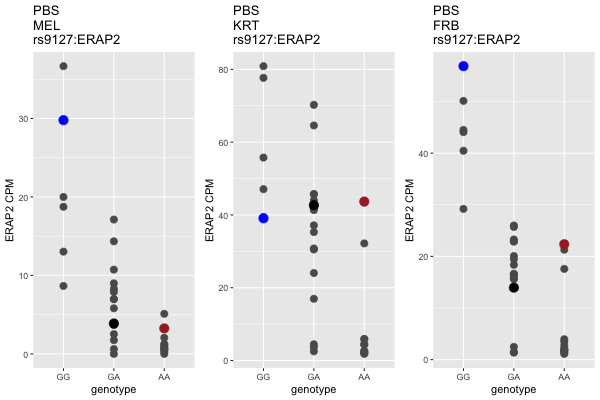 PBS
MEL
rs9127:ERAP2
ERAP2 CPM
30
20
10
0
GG GA AA
genotype
PBS
KRT
rs9127:ERAP2
ERAP2 CPM
80
60
40
20
0
GG GA AA
genotype
PBS
FRB
rs9127:ERAP2
ERAP2 CPM
40
20
0
GG GA AA
genotype